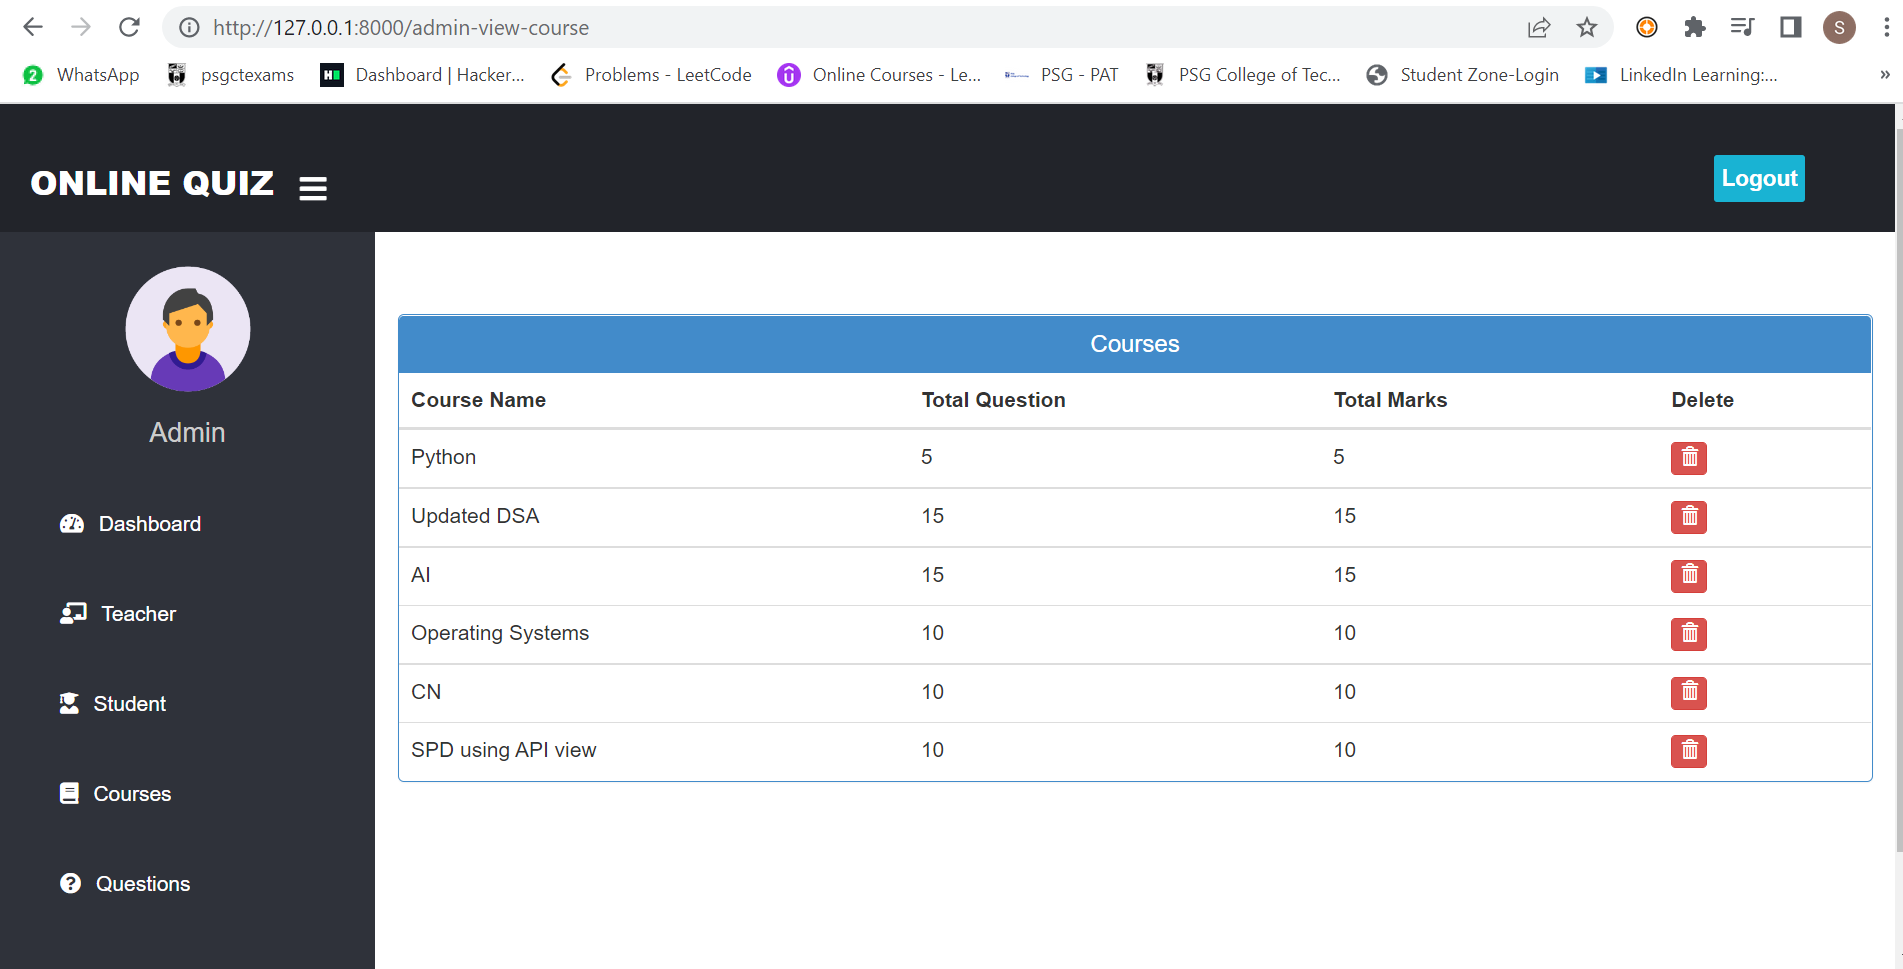 http://127.0.0.1:8000/admin-view-course
S
2 WhatsApp psgctexams Dashboard | Hacker... Problems - LeetCode Online Courses - Le... PSG - PAT PSG College of Tec... Student Zone-Login LinkedIn Learning:... »
ONLINE QUIZ Logout
Admin
Dashboard
Teacher
Student
Courses
Questions
Courses
Course Name Total Question Total Marks Delete
Python 5 5
Updated DSA 15 15
AI 15 15
Operating Systems 10 10
CN 10 10
SPD using API view 10 10